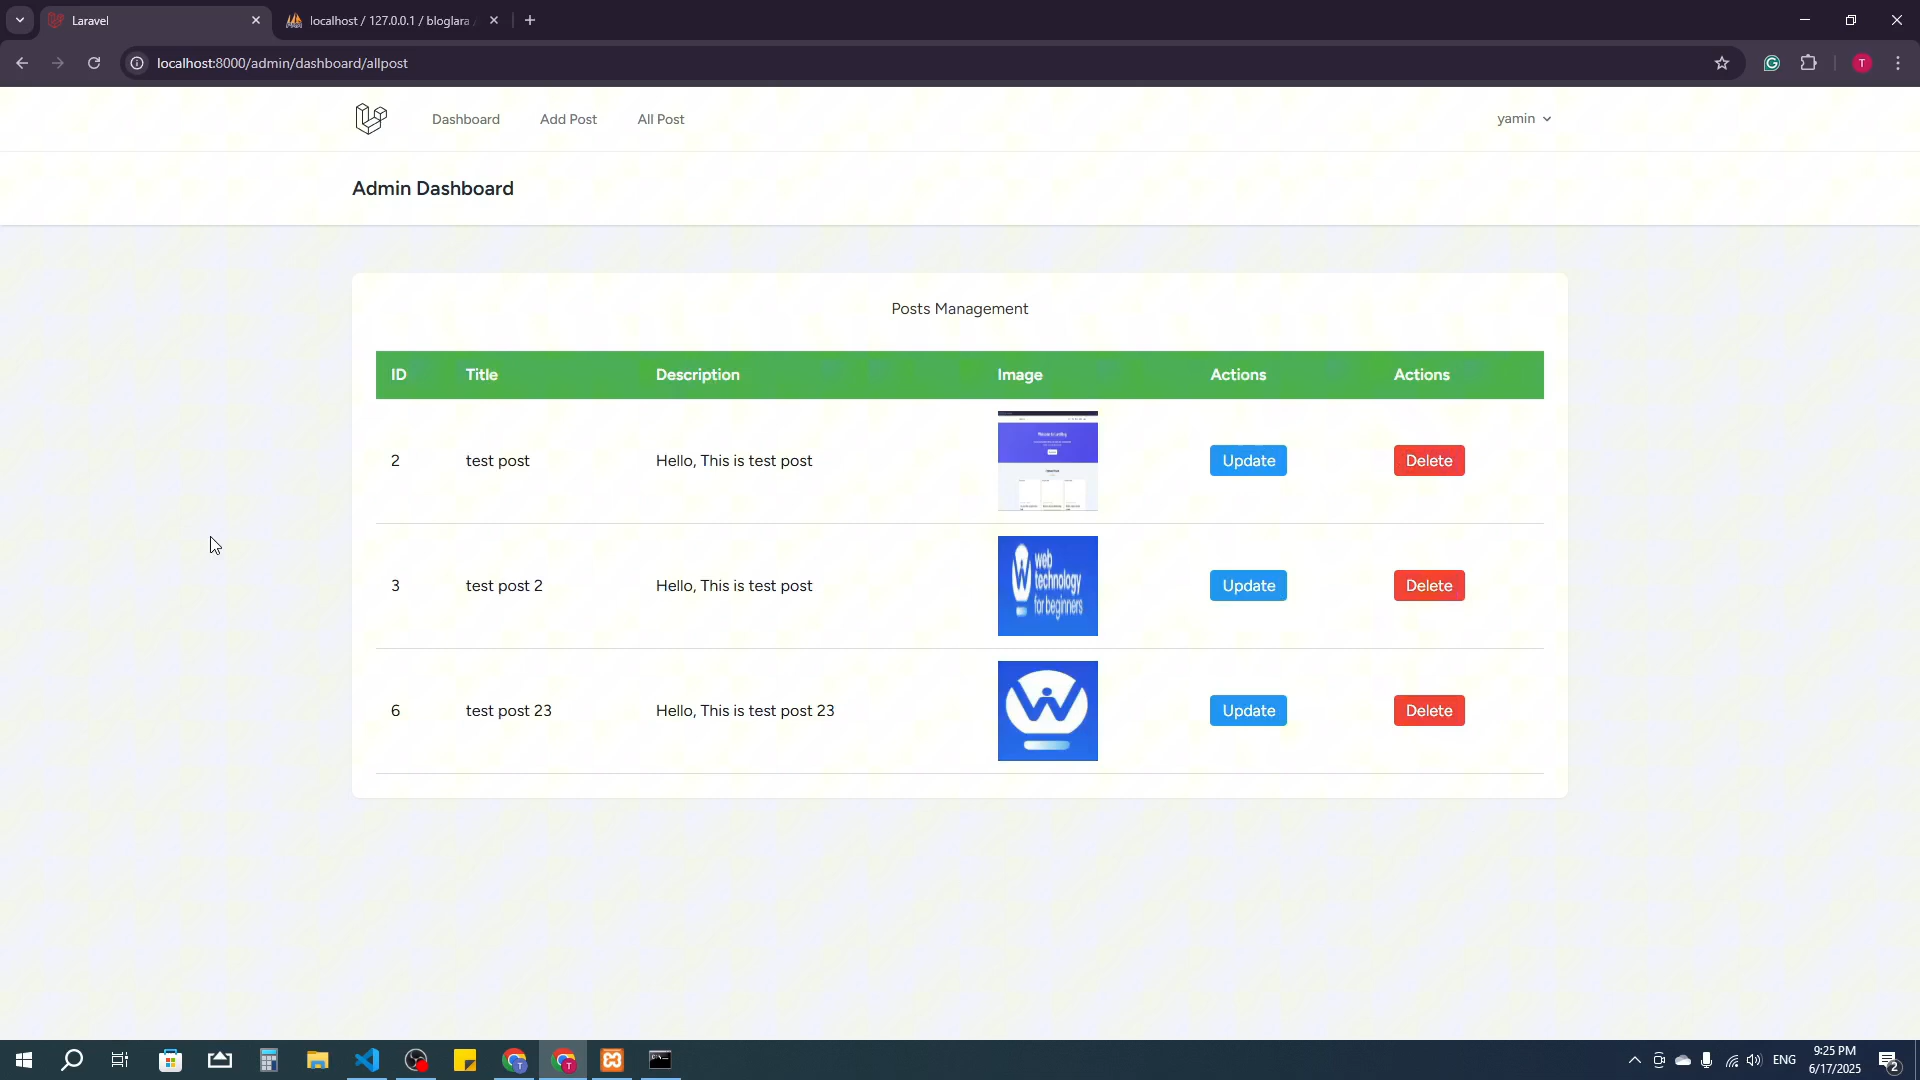 Laravel
localhost / 127.0.0.1 / bloglara
localhost:8000/admin/dashboard/allpost
T
Dashboard
Add Post
All Post
yamin
Admin Dashboard
Posts Management
ID Title Description Image Actions Actions
2 test post Hello, This is test post Update Delete
3 test post 2 Hello, This is test post Update Delete
web
technology
for beginners
6 test post 23 Hello, This is test post 23 Update Delete
ENG
9:25 PM
6/17/2025
2